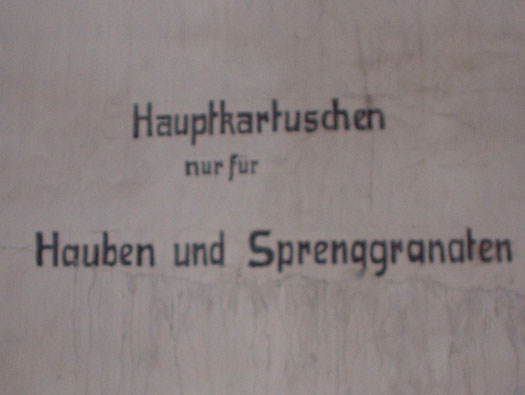 Hauptkartuschen
nur für
Hauben und Sprenggranaten